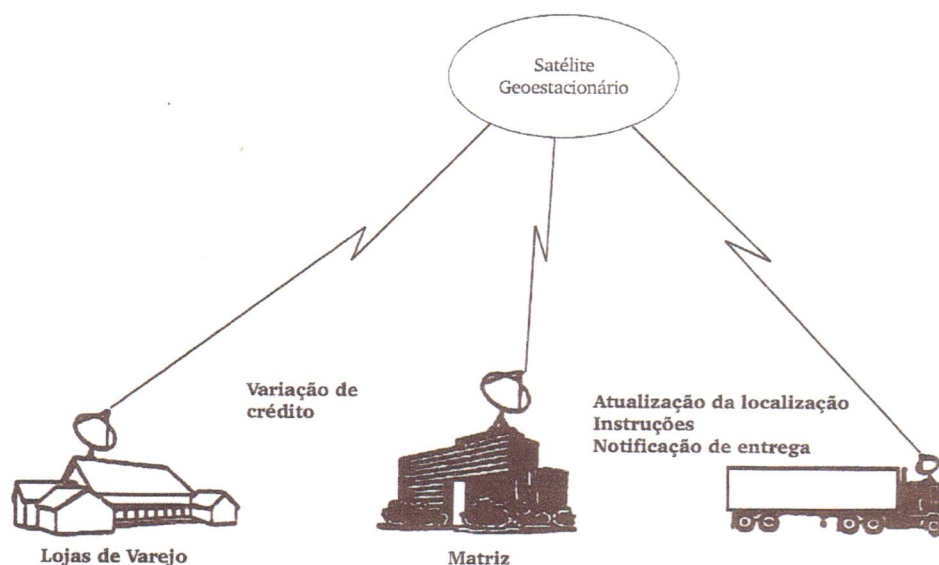 Satélite
Geoestacionário
Variação de
crédito
Atualização da localização
Instruções
Notificação de entrega
Lojas de Varejo
Matriz